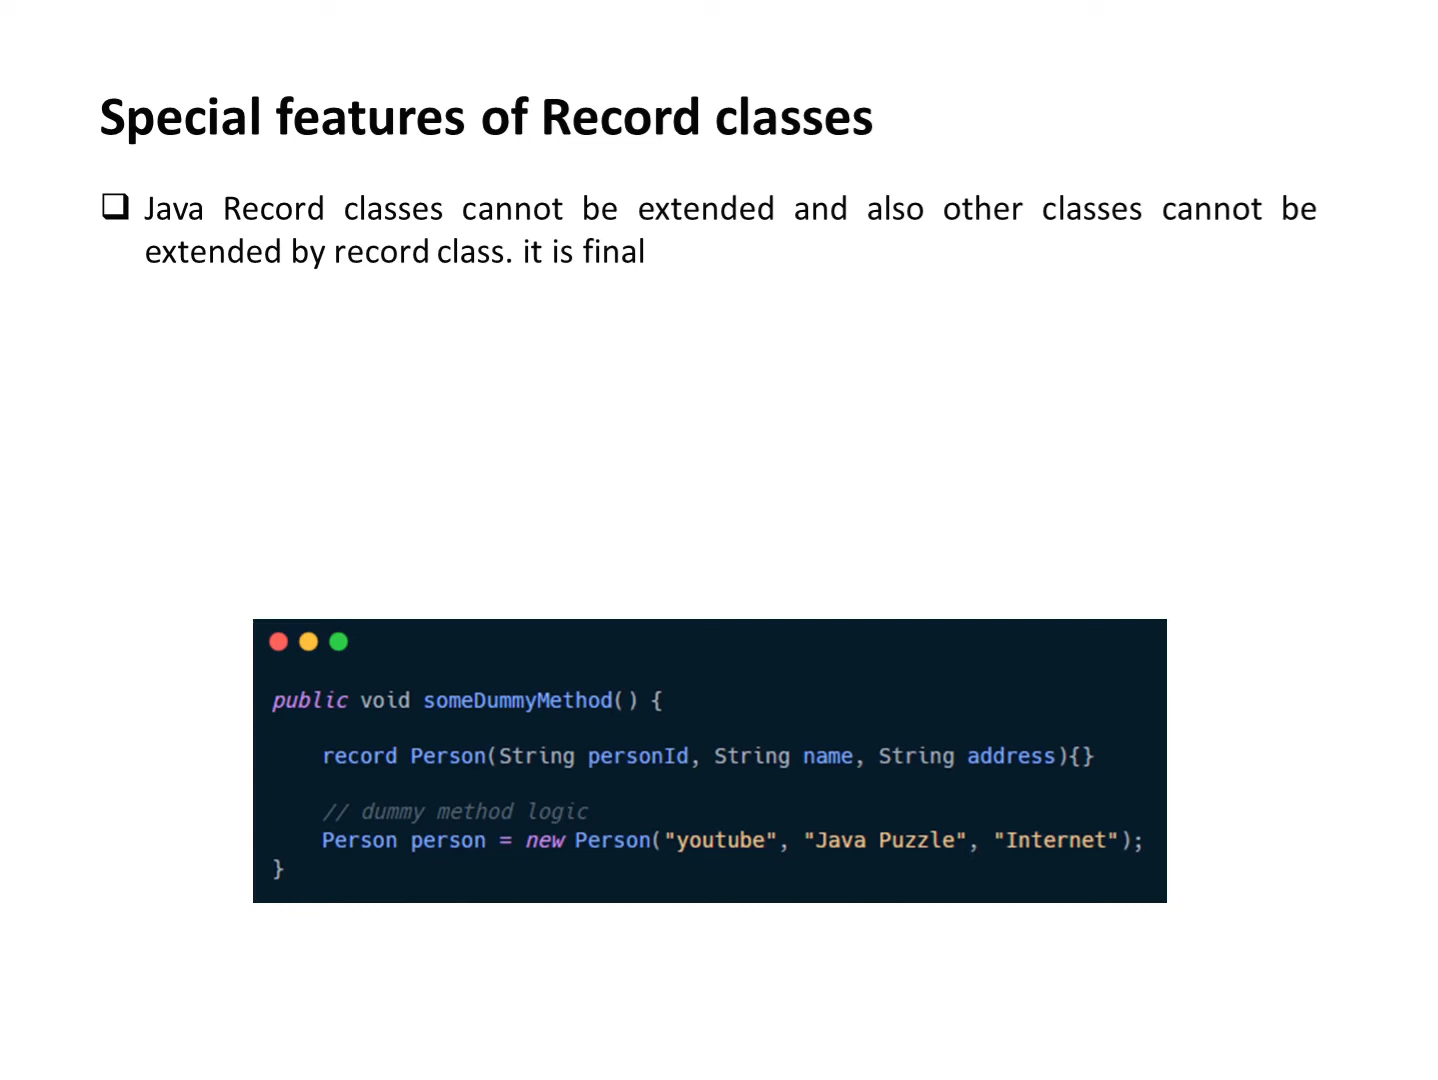 Special features of Record classes
Java Record classes cannot be extended and also other classes cannot be
extended by record class. it is final
public void someDummyMethod() {
record Person(String personId, String name, String address){}
// dummy method logic
Person person = new Person("youtube", "Java Puzzle", "Internet");
}